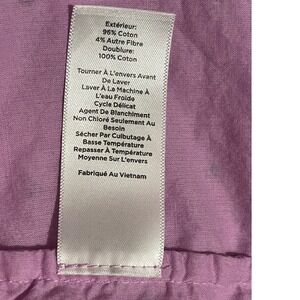 Extérieur:
96% Coton
4% Autre Fibre
Doublure:
100% Coton
Tourner À L'envers Avant
De Laver
Laver À La Machine À
L'eau Froide
Cycle Délicat
Agent De Blanchiment
Non Chloré Seulement Au
Besoin
Sécher Par Culbutage À
Basse Température
Repasser À Température
Moyenne Sur L'envers
Fabriqué Au Vietnam